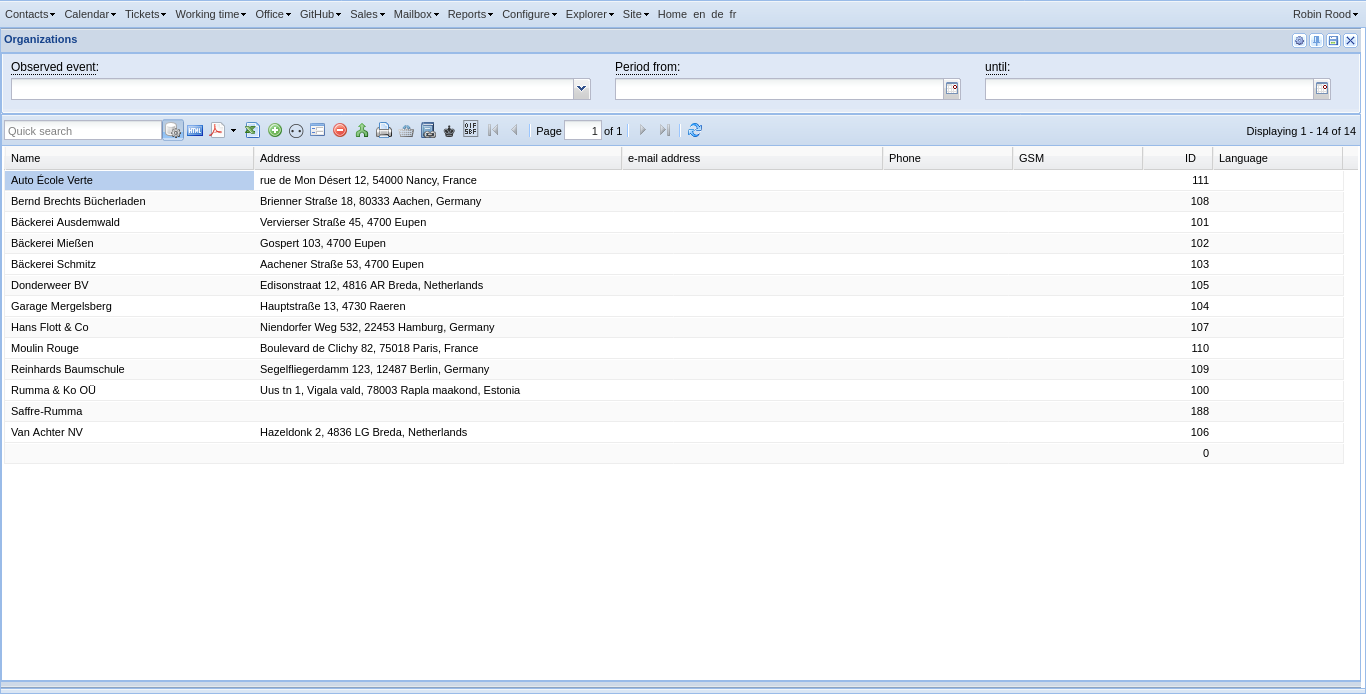 Contacts Calendar Tickets Working time Office GitHub Sales Mailbox Reports Configure Explorer Site Home en de fr Robin Rood
Organizations
Observed event: Period from: until:
Quick search HTML Page 1 of 1 Displaying 1 - 14 of 14
Name Address e-mail address Phone GSM ID Language
Auto École Verte rue de Mon Désert 12, 54000 Nancy, France 111
Bernd Brechts Bücherladen Brienner Straße 18, 80333 Aachen, Germany 108
Bäckerei Ausdemwald Vervierser Straße 45, 4700 Eupen 101
Bäckerei Mießen Gospert 103, 4700 Eupen 102
Bäckerei Schmitz Aachener Straße 53, 4700 Eupen 103
Donderweer BV Edisonstraat 12, 4816 AR Breda, Netherlands 105
Garage Mergelsberg Hauptstraße 13, 4730 Raeren 104
Hans Flott & Co Niendorfer Weg 532, 22453 Hamburg, Germany 107
Moulin Rouge Boulevard de Clichy 82, 75018 Paris, France 110
Reinhards Baumschule Segelfliegerdamm 123, 12487 Berlin, Germany 109
Rumma & Ko OÜ Uus tn 1, Vigala vald, 78003 Rapla maakond, Estonia 100
Saffre-Rumma 188
Van Achter NV Hazeldonk 2, 4836 LG Breda, Netherlands 106
0